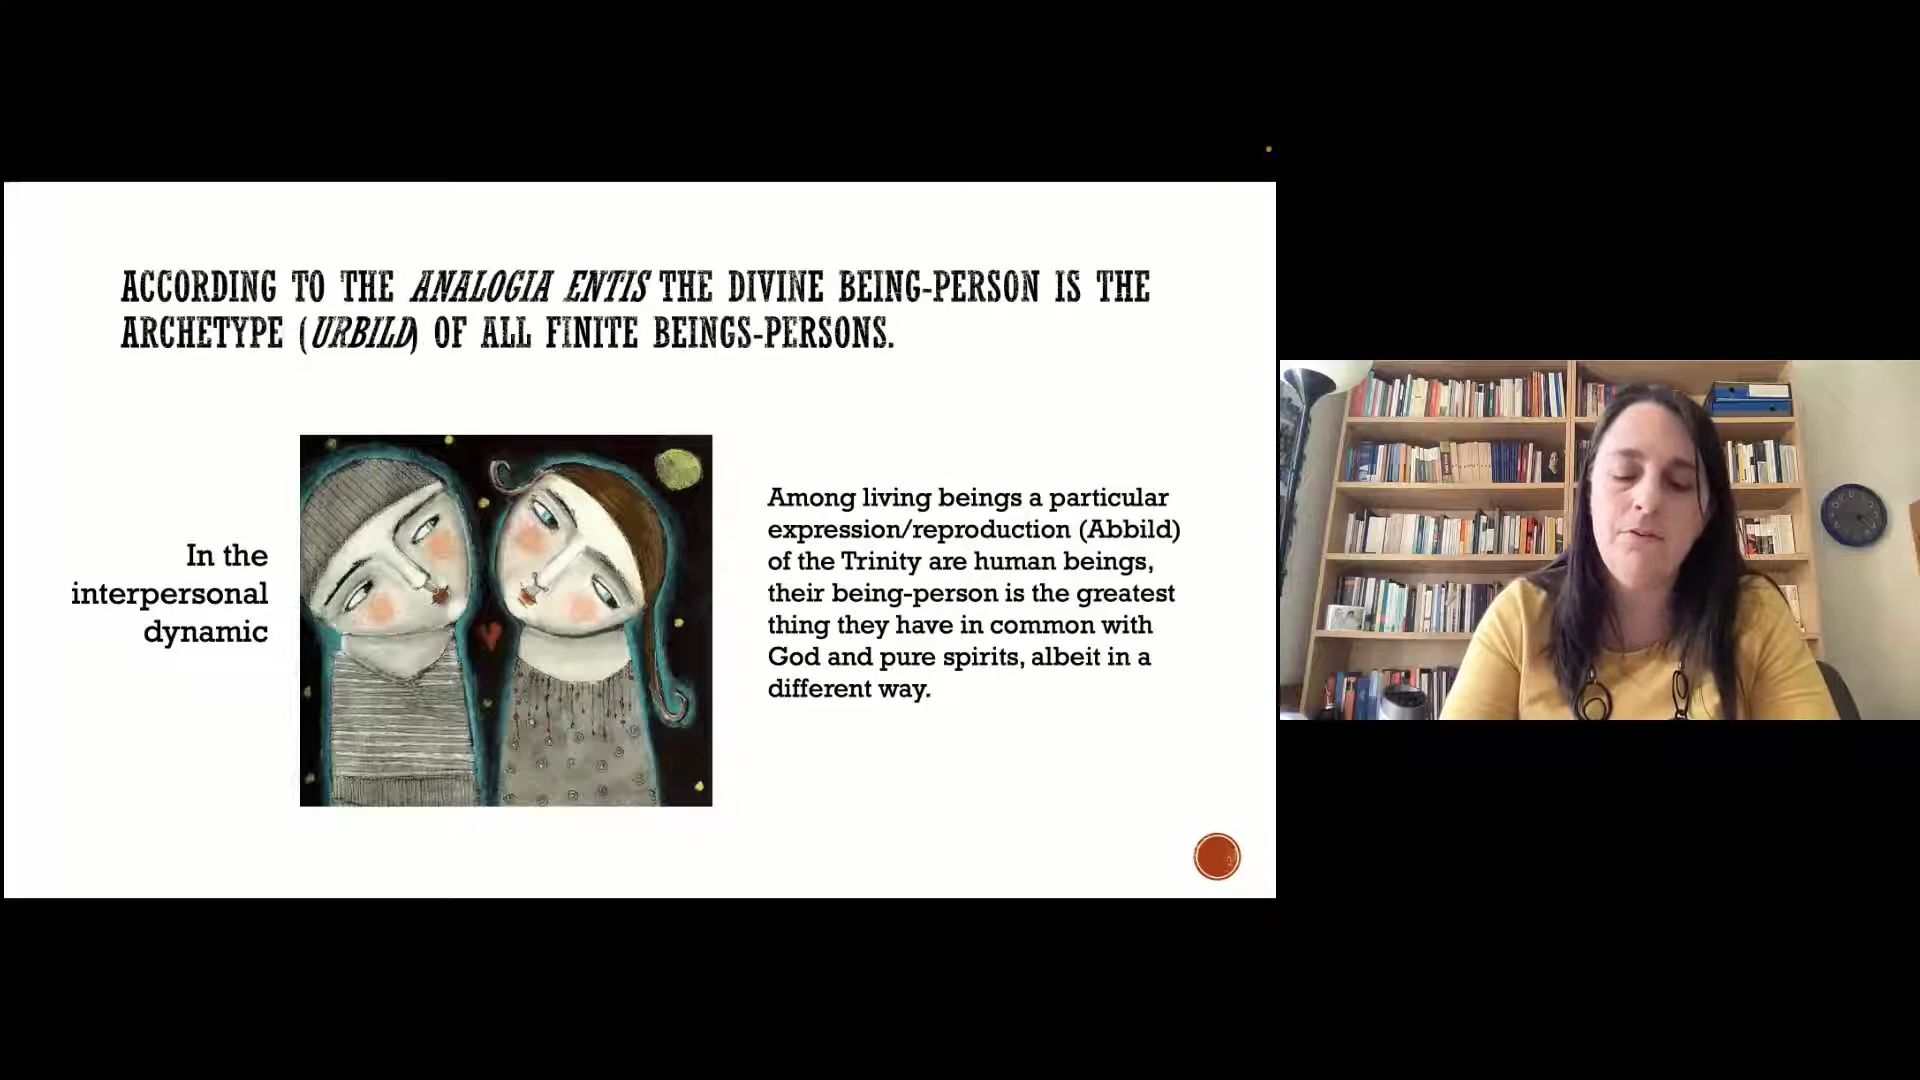 ACCORDING TO THE ANALOGIA ENTIS THE DIVINE BEING-PERSON IS THE
ARCHETYPE (URBILD) OF ALL FINITE BEINGS-PERSONS.
In the
interpersonal
dynamic
Among living beings a particular
expression/reproduction (Abbild)
of the Trinity are human beings,
their being-person is the greatest
thing they have in common with
God and pure spirits, albeit in a
different way.